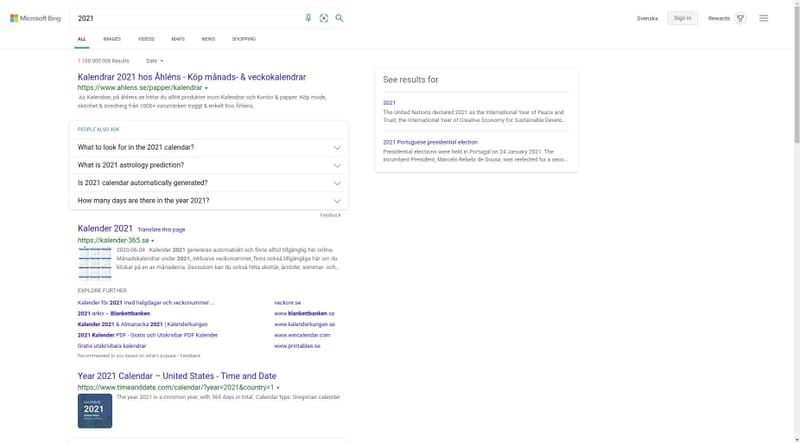 Microsoft Bing
2021
Svenska
Sign in
Rewards
ALL
IMAGES
VIDEOS
MAPS
NEWS
SHOPPING
1 100 000 000 Results
Date
Kalendrar 2021 hos Åhléns - Köp månads- & veckokalendrar
https://www.ahlens.se/papper/kalendrar
Ad Kalendrar, på åhlens.se hittar du alltid produkter inom Kalendrar och Kontor & papper. Köp mode,
skönhet & inredning från 1000+ varumärken tryggt & enkelt hos Åhléns.
PEOPLE ALSO ASK
What to look for in the 2021 calendar?
What is 2021 astrology prediction?
Is 2021 calendar automatically generated?
How many days are there in the year 2021?
Feedback
Kalender 2021 Translate this page
https://kalender-365.se
2020-06-08 · Kalender 2021 genereras automatiskt och finns alltid tillgänglig här online.
Månadskalendrar under 2021, inklusive veckonummer, finns också tillgängliga här om du
klickar på en av månaderna. Dessutom kan du också hitta skottår, årstider, sommar- och...
EXPLORE FURTHER
Kalender för 2021 med helgdagar och veckonummer ...
veckonr.se
2021-arkiv – Blankettbanken
www.blankettbanken.se
Kalender 2021 & Almanacka 2021 | Kalenderkungen
www.kalenderkungen.se
2021 Kalender PDF - Gratis och Utskrivbar PDF Kalender
www.wincalendar.com
Gratis utskrivbara kalendrar
www.printables.se
Recommended to you based on what's popular • Feedback
Year 2021 Calendar – United States - Time and Date
https://www.timeanddate.com/calendar/?year=2021&country=1
The year 2021 is a common year, with 365 days in total. Calendar type: Gregorian calendar
2021
See results for
2021
The United Nations declared 2021 as the International Year of Peace and
Trust, the International Year of Creative Economy for Sustainable Develo...
2021 Portuguese presidential election
Presidential elections were held in Portugal on 24 January 2021. The
incumbent President, Marcelo Rebelo de Sousa, was reelected for a seco...